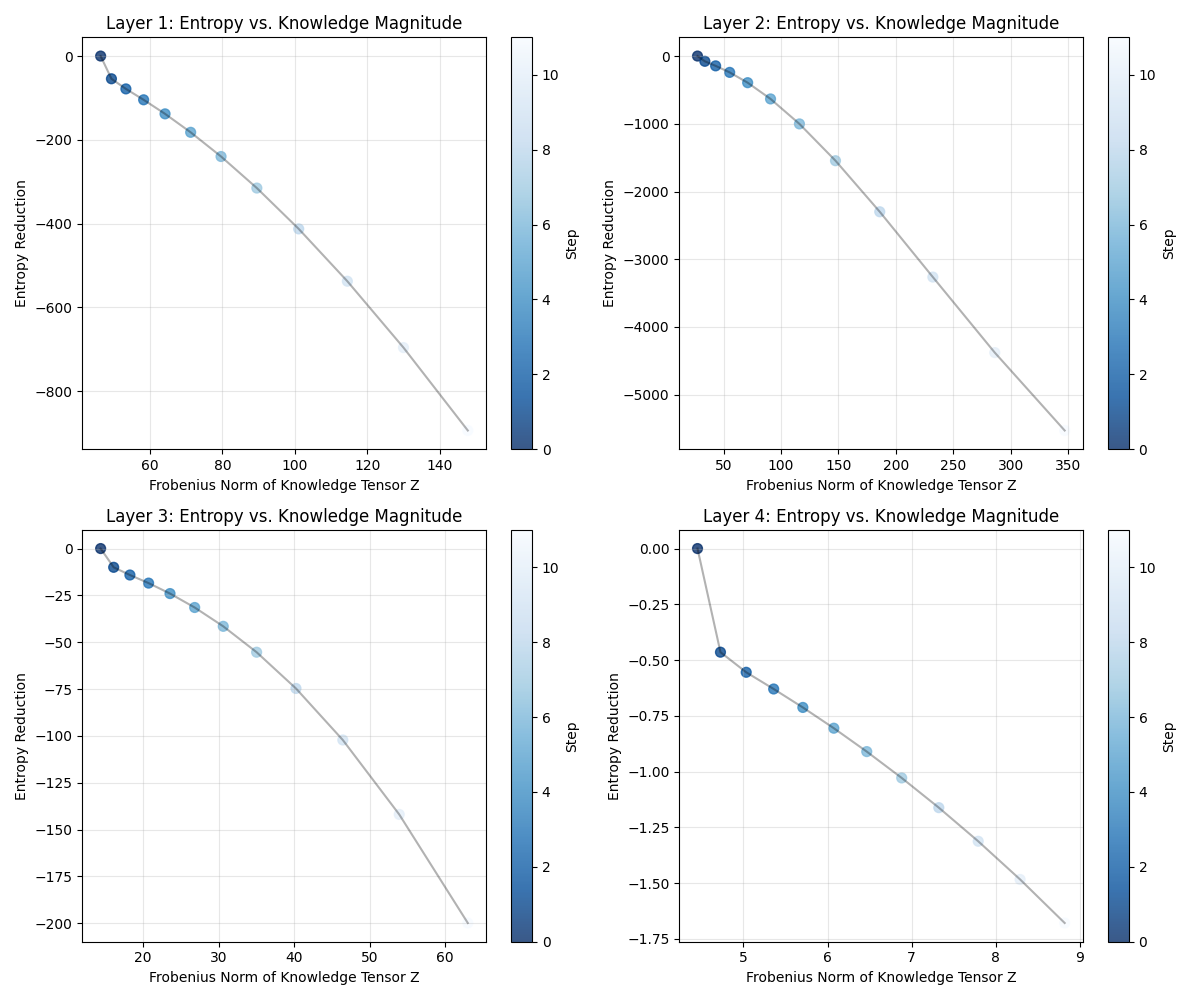 Layer 1: Entropy vs. Knowledge Magnitude
0
−200
−400
−600
−800
Entropy Reduction
60 80 100 120 140
Frobenius Norm of Knowledge Tensor Z
10
8
6
4
2
0
Step
Layer 2: Entropy vs. Knowledge Magnitude
0
−1000
−2000
−3000
−4000
−5000
Entropy Reduction
50 100 150 200 250 300 350
Frobenius Norm of Knowledge Tensor Z
10
8
6
4
2
0
Step
Layer 3: Entropy vs. Knowledge Magnitude
0
−25
−50
−75
−100
−125
−150
−175
−200
Entropy Reduction
20 30 40 50 60
Frobenius Norm of Knowledge Tensor Z
10
8
6
4
2
0
Step
Layer 4: Entropy vs. Knowledge Magnitude
0.00
−0.25
−0.50
−0.75
−1.00
−1.25
−1.50
−1.75
Entropy Reduction
5 6 7 8 9
Frobenius Norm of Knowledge Tensor Z
10
8
6
4
2
0
Step